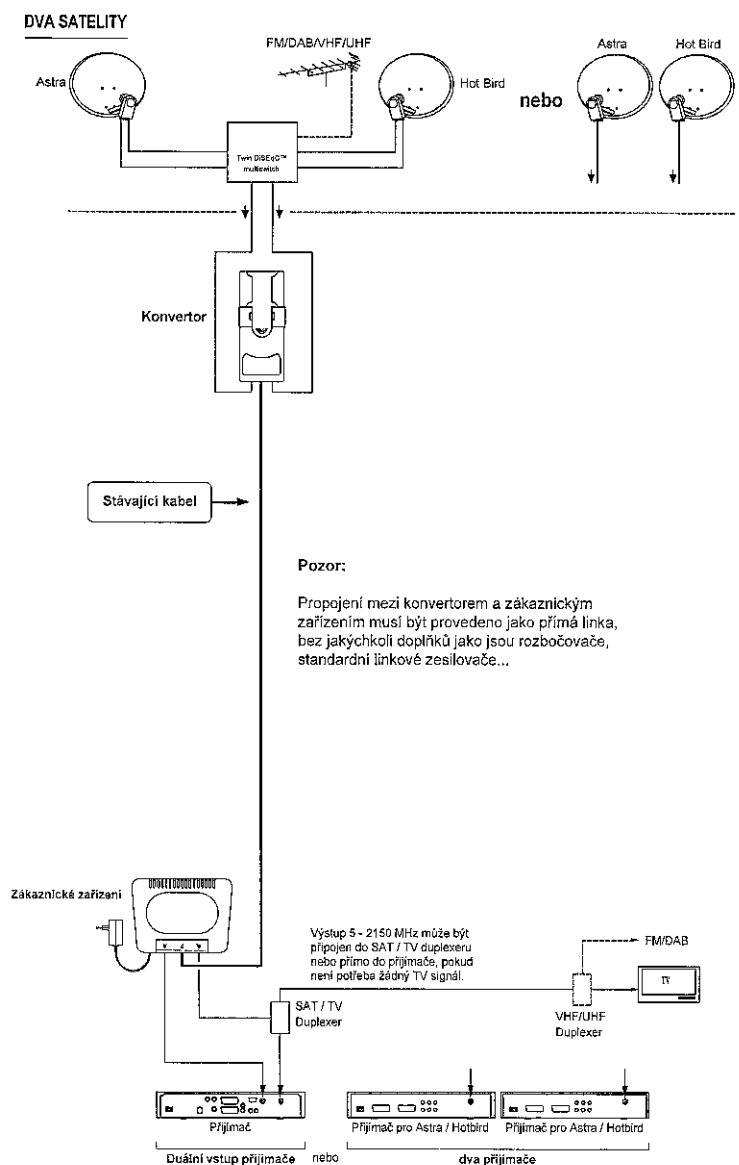 DVA SATELITY
FM/DAB/VHF/UHF
Astra
Hot Bird
nebo
Astra
Hot Bird
Twin DiSEqC™
multiswitch
Konvertor
Stávající kabel
Pozor:
Propojení mezi konvertorem a zákaznickým
zařízením musí být provedeno jako přímá linka,
bez jakýchkoli doplňků jako jsou rozbočovače,
standardní linkové zesilovače...
Zákaznické zařízení
Výstup 5 - 2150 MHz může být
připojen do SAT / TV duplexeru
nebo přímo do přijímače, pokud
není potřeba žádný TV signál.
FM/DAB
TV
SAT / TV
Duplexer
VHF/UHF
Duplexer
Přijímač
Přijímač pro Astra / Hotbird
Přijímač pro Astra / Hotbird
Duální vstup přijímače
nebo
dva přijímače